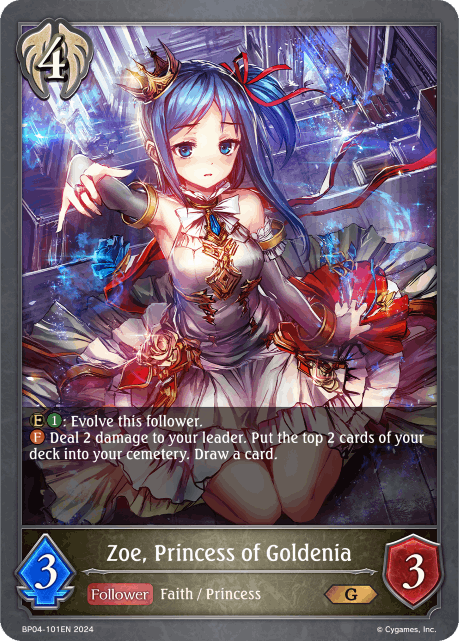 4
E 1: Evolve this follower.
F Deal 2 damage to your leader. Put the top 2 cards of your
deck into your cemetery. Draw a card.
Zoe, Princess of Goldenia
3 Follower Faith / Princess G 3
BP04-101EN 2024 © Cygames, Inc.